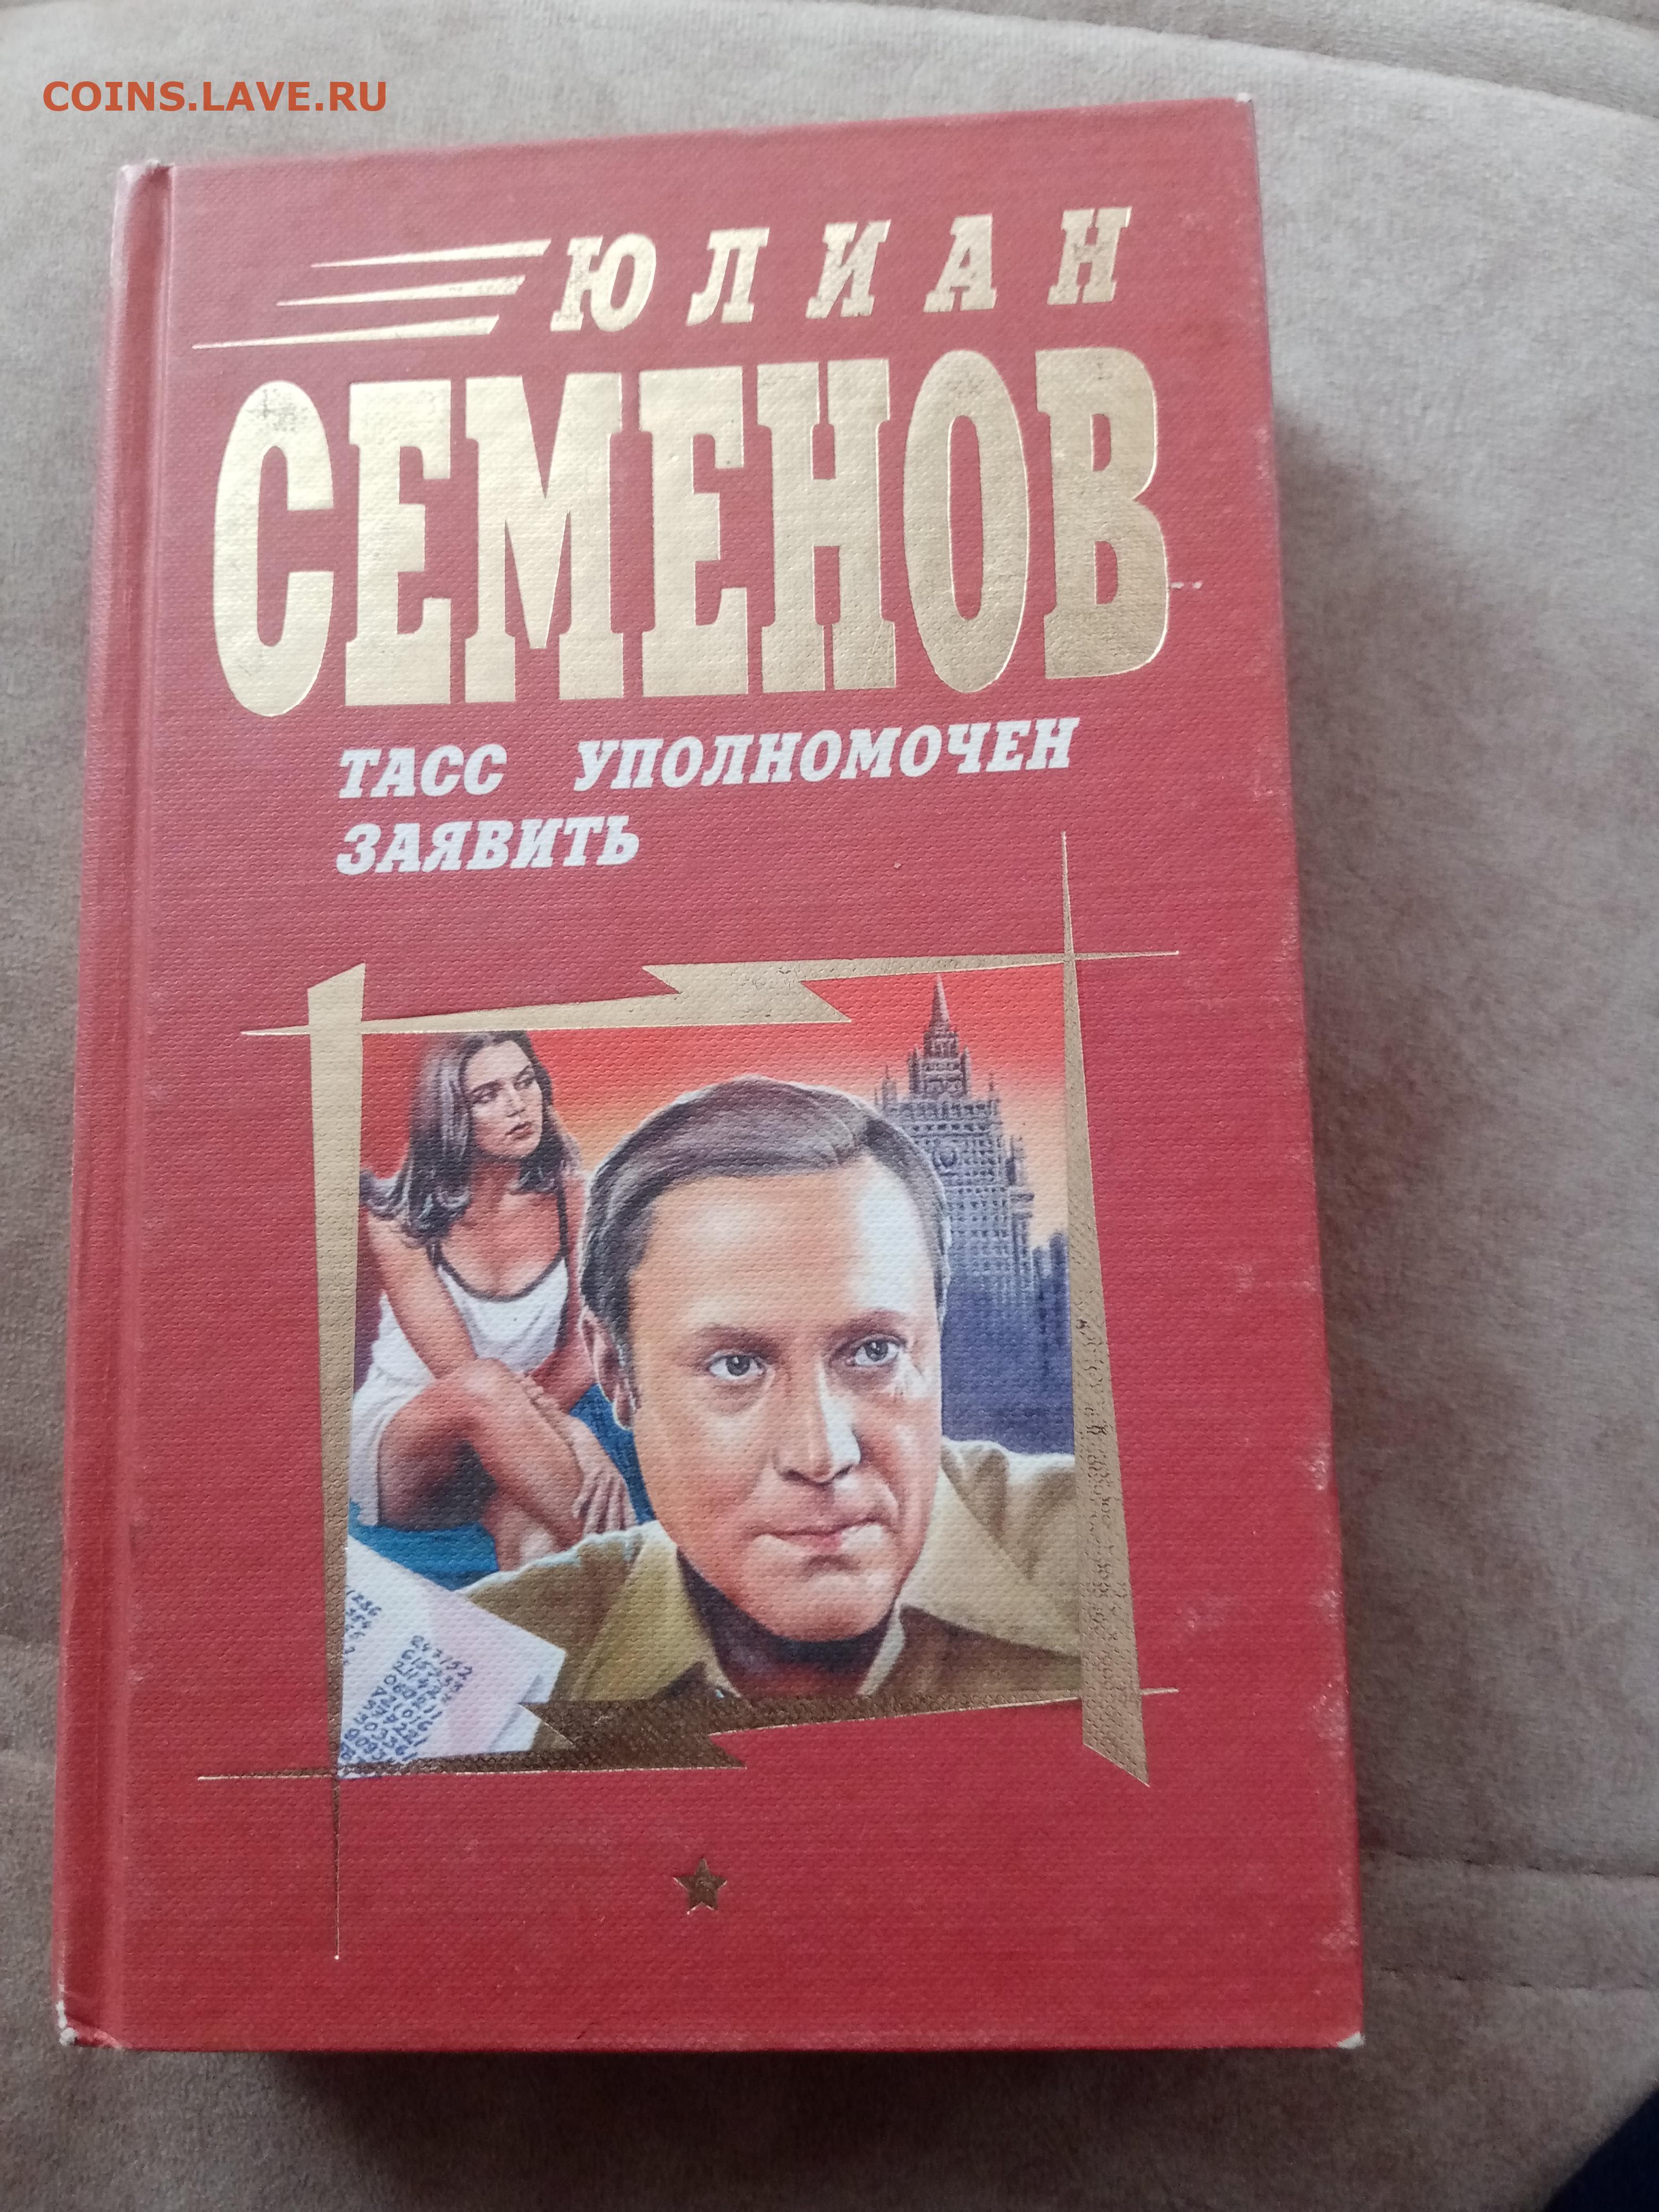 COINS.LAVE.RU
ЮЛИАН
СЕМЕНОВ
ТАСС УПОЛНОМОЧЕН
ЗАЯВИТЬ